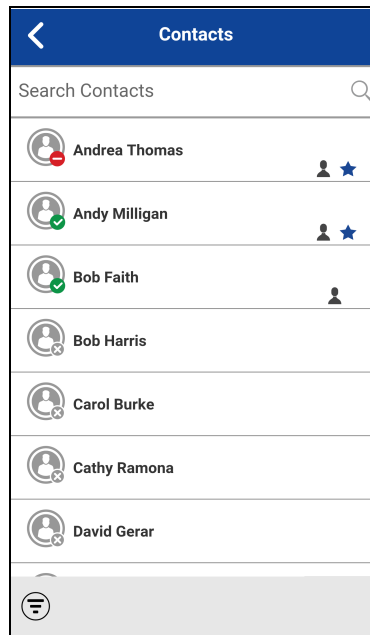 Contacts
Search Contacts
Andrea Thomas
Andy Milligan
Bob Faith
Bob Harris
Carol Burke
Cathy Ramona
David Gerar